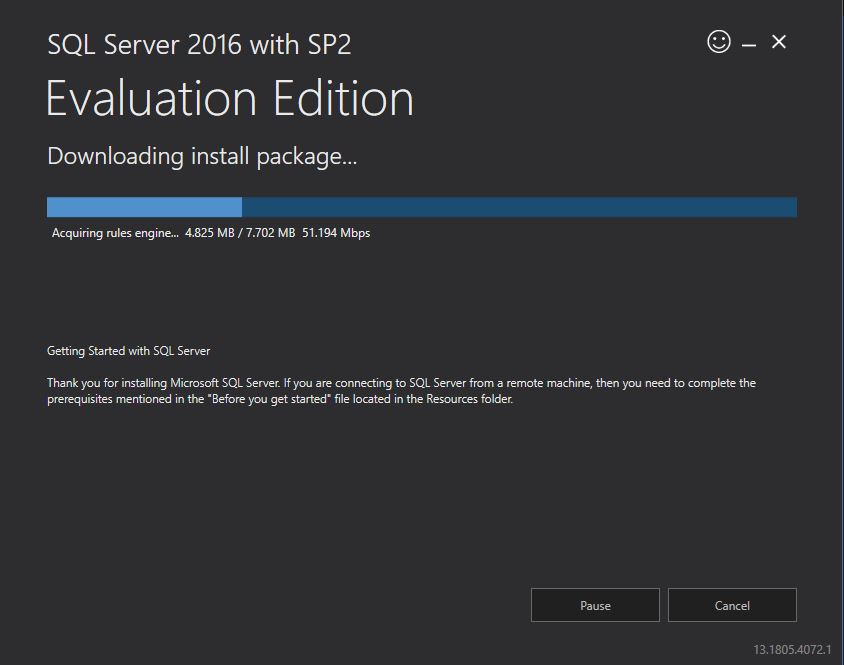 SQL Server 2016 with SP2
Evaluation Edition
Downloading install package...
Acquiring rules engine... 4.825 MB / 7.702 MB 51.194 Mbps
Getting Started with SQL Server
Thank you for installing Microsoft SQL Server. If you are connecting to SQL Server from a remote machine, then you need to complete the
prerequisites mentioned in the "Before you get started" file located in the Resources folder.
Pause Cancel
13.1805.4072.1